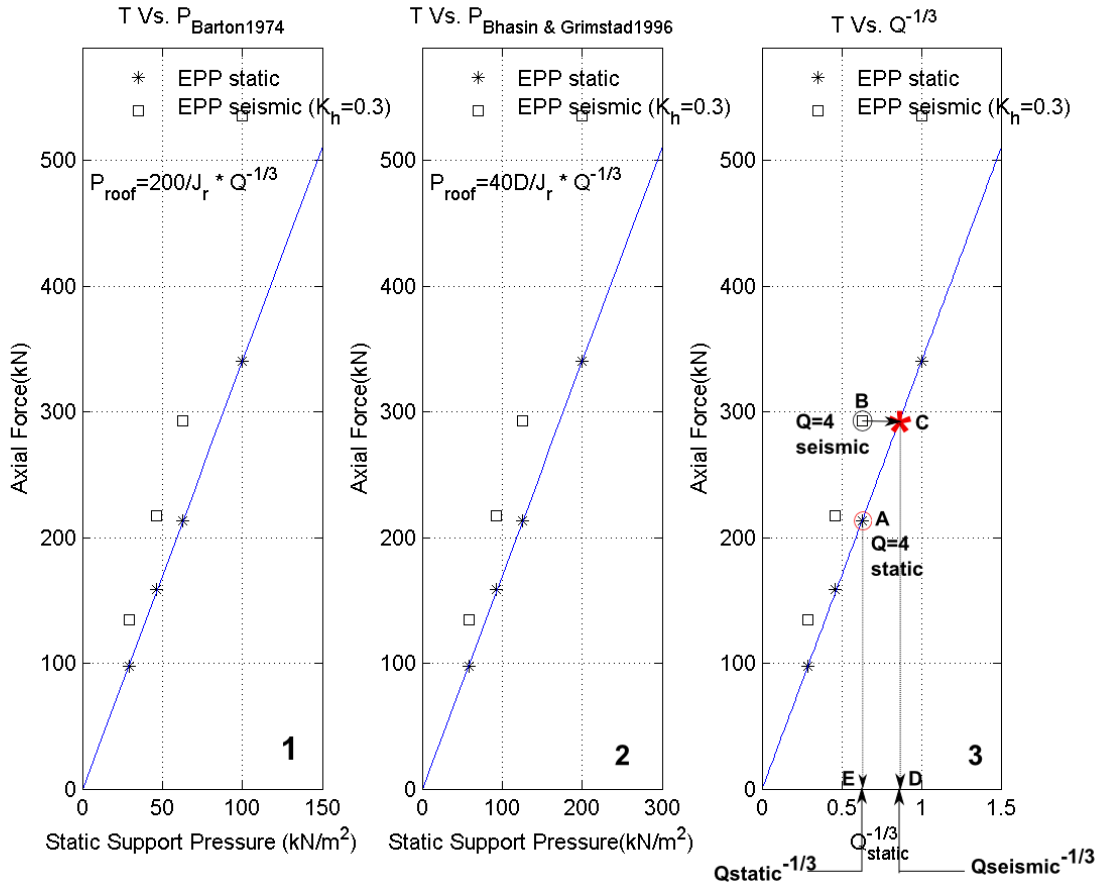 T Vs. P_Barton1974
EPP static
EPP seismic (K_h=0.3)
P_roof=200/J_r * Q^-1/3
500
400
300
200
100
0
Axial Force(kN)
0 50 100 150
Static Support Pressure (kN/m^2)
1
T Vs. P_Bhasin & Grimstad1996
EPP static
EPP seismic (K_h=0.3)
P_roof=40D/J_r * Q^-1/3
500
400
300
200
100
0
Axial Force(kN)
0 100 200 300
Static Support Pressure(kN/m^2)
2
T Vs. Q^-1/3
EPP static
EPP seismic (K_h=0.3)
500
400
300
200
100
0
Axial Force(kN)
B
Q=4
seismic
C
A
Q=4
static
E D
3
0 0.5 1 1.5
Q_static^-1/3
Qstatic^-1/3
Qseismic^-1/3